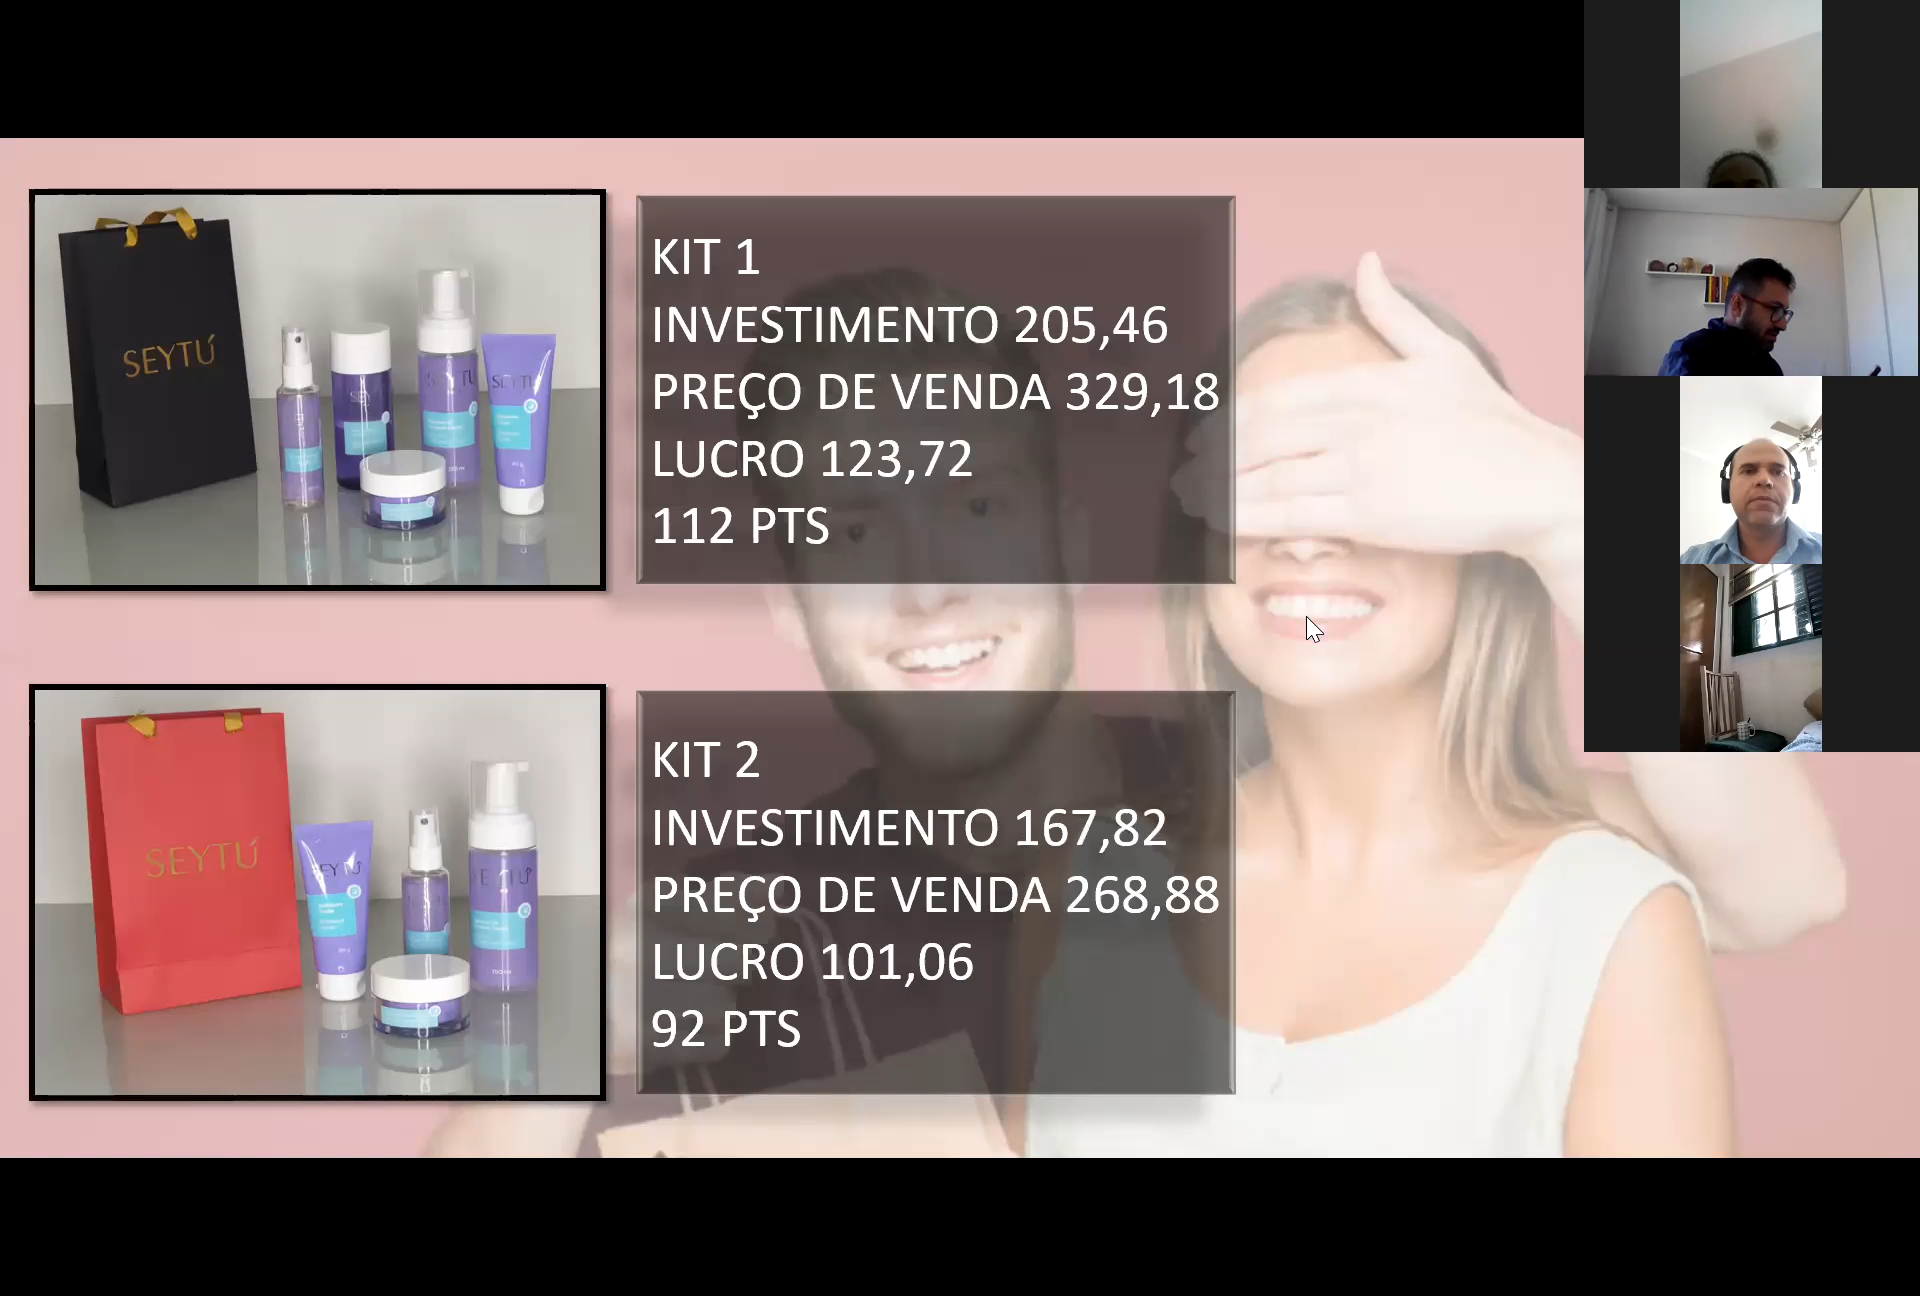 SEYTÚ
SEYTÚ
KIT 1
INVESTIMENTO 205,46
PREÇO DE VENDA 329,18
LUCRO 123,72
112 PTS
SEYTÚ
KIT 2
INVESTIMENTO 167,82
PREÇO DE VENDA 268,88
LUCRO 101,06
92 PTS